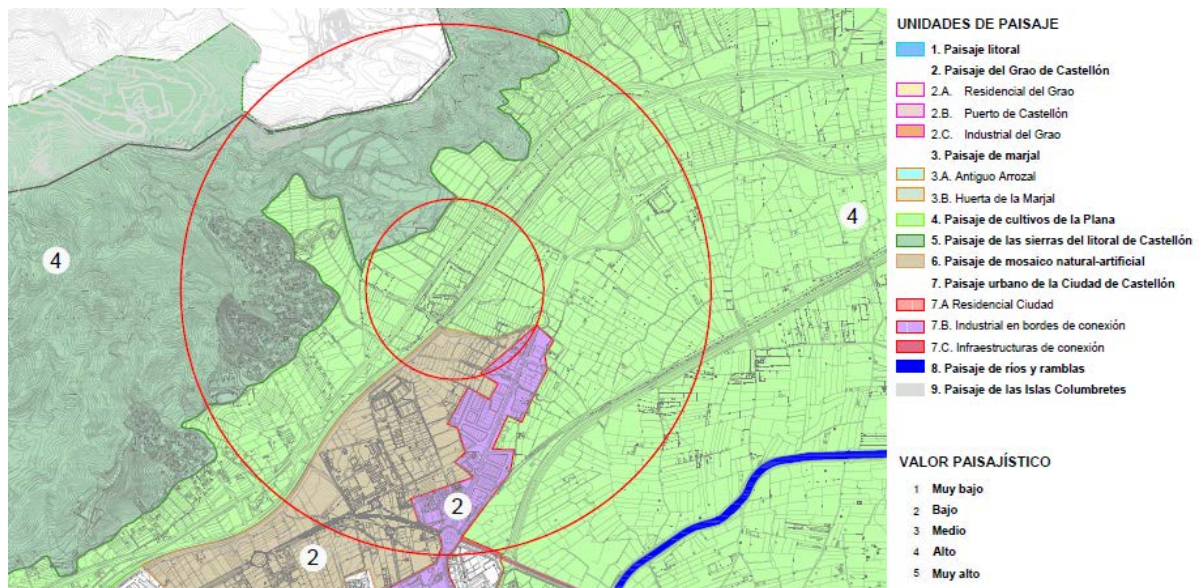 UNIDADES DE PAISAJE
1. Paisaje litoral
2. Paisaje del Grao de Castellón
2.A. Residencial del Grao
2.B. Puerto de Castellón
2.C. Industrial del Grao
3. Paisaje de marjal
3.A. Antiguo Arrozal
3.B. Huerta de la Marjal
4. Paisaje de cultivos de la Plana
5. Paisaje de las sierras del litoral de Castellón
6. Paisaje de mosaico natural-artificial
7. Paisaje urbano de la Ciudad de Castellón
7.A Residencial Ciudad
7.B. Industrial en bordes de conexión
7.C. Infraestructuras de conexión
8. Paisaje de ríos y ramblas
9. Paisaje de las Islas Columbretes
VALOR PAISAJÍSTICO
1 Muy bajo
2 Bajo
3 Medio
4 Alto
5 Muy alto
4
4
2
2